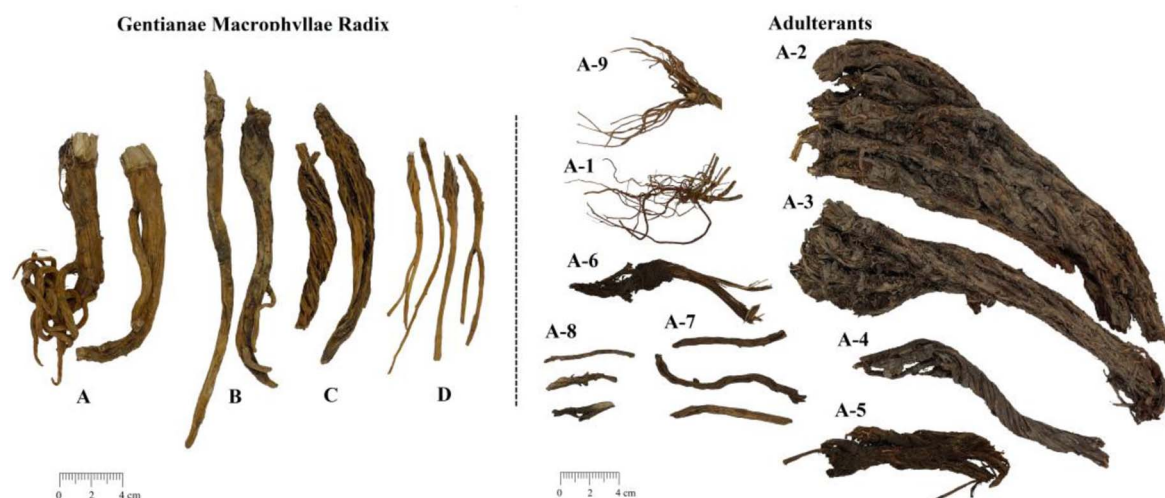 Gentianae Macrophyllae Radix
A
B
C
D
0 2 4 cm
Adulterants
A-9
A-2
A-1
A-3
A-6
A-8
A-7
A-4
A-5
0 2 4 cm